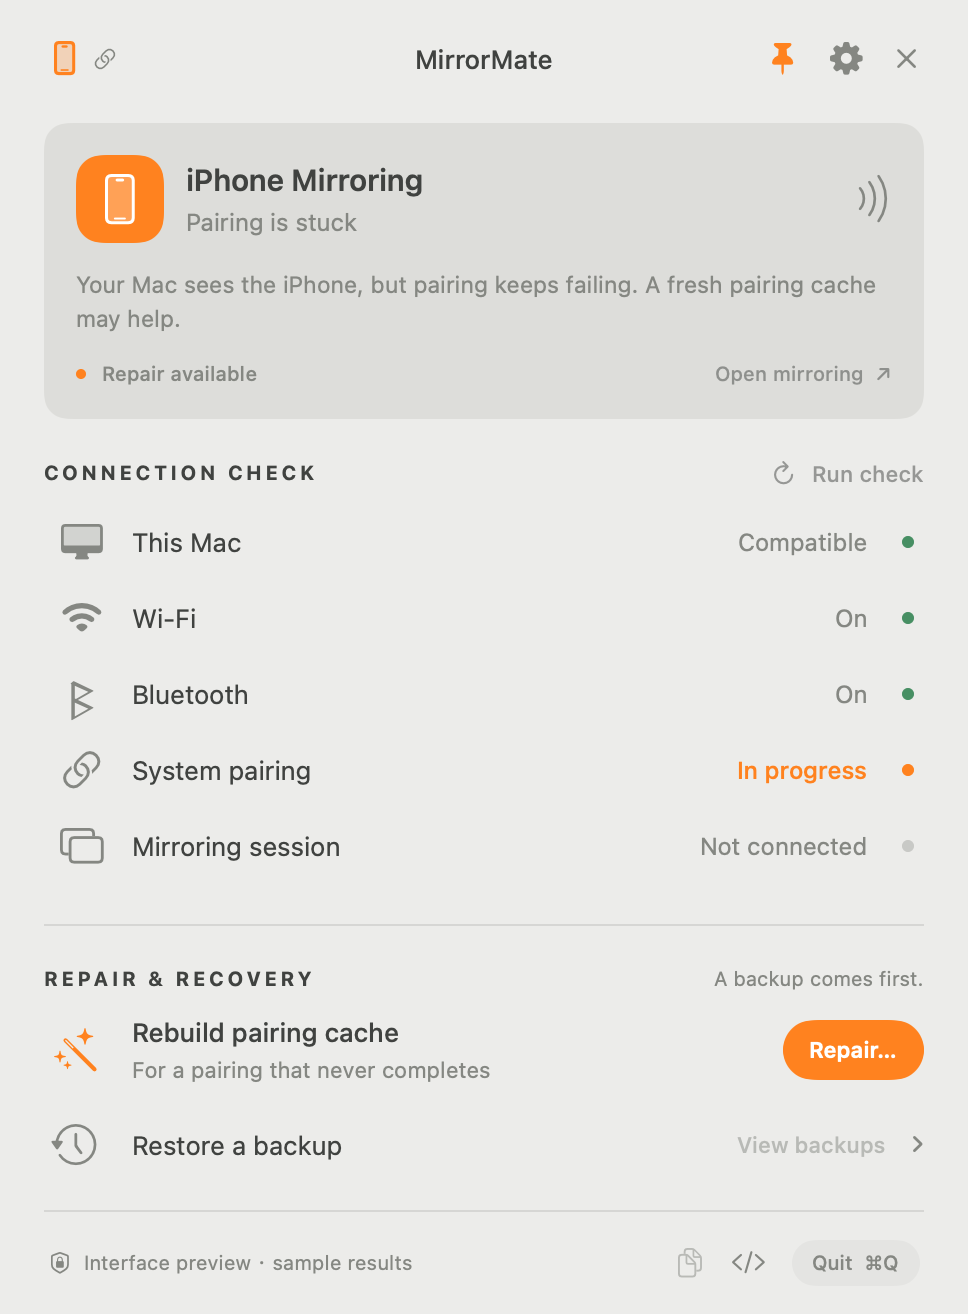 MirrorMate
iPhone Mirroring
Pairing is stuck
Your Mac sees the iPhone, but pairing keeps failing. A fresh pairing cache
may help.
Repair available
Open mirroring
CONNECTION CHECK
Run check
This Mac
Compatible
Wi-Fi
On
Bluetooth
On
System pairing
In progress
Mirroring session
Not connected
REPAIR & RECOVERY
A backup comes first.
Rebuild pairing cache
For a pairing that never completes
Repair...
Restore a backup
View backups
Interface preview · sample results
Quit ⌘Q